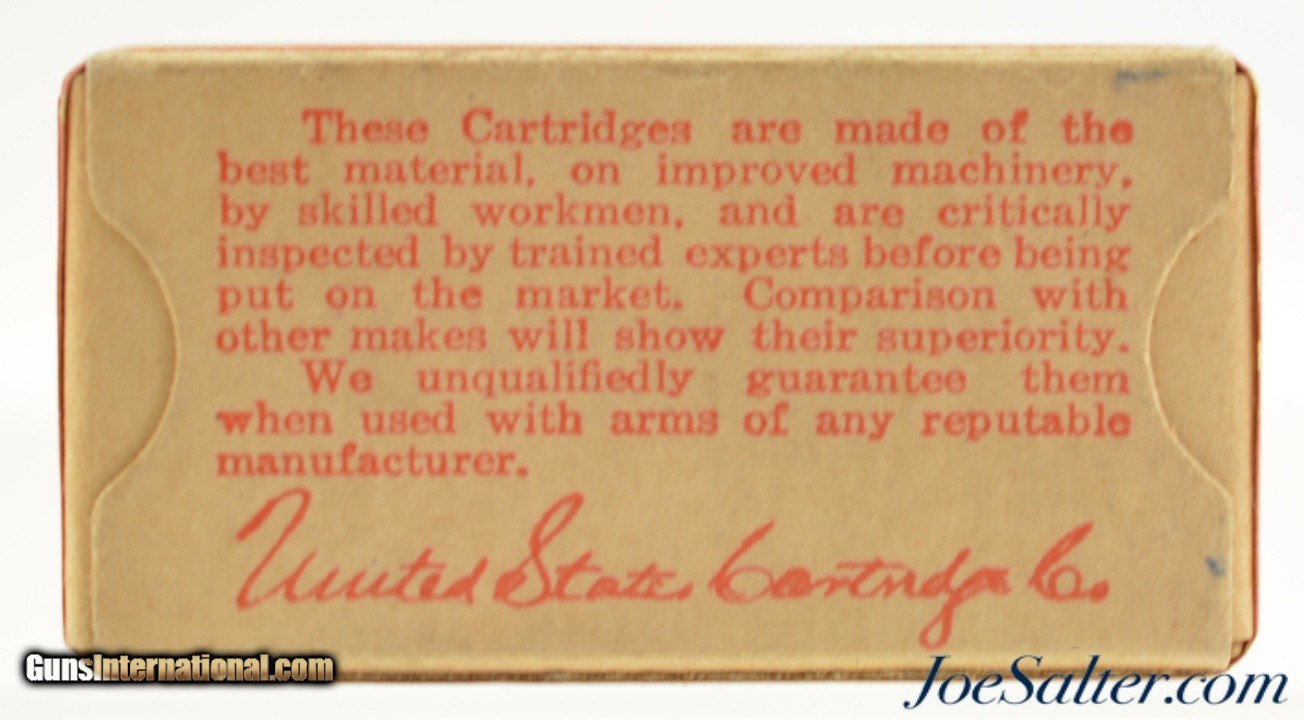 These Cartridges are made of the
best material, on improved machinery,
by skilled workmen, and are critically
inspected by trained experts before being
put on the market. Comparison with
other makes will show their superiority.
We unqualifiedly guarantee them
when used with arms of any reputable
manufacturer.
United States Cartridge Co.
GunsInternational.com
JoeSalter.com